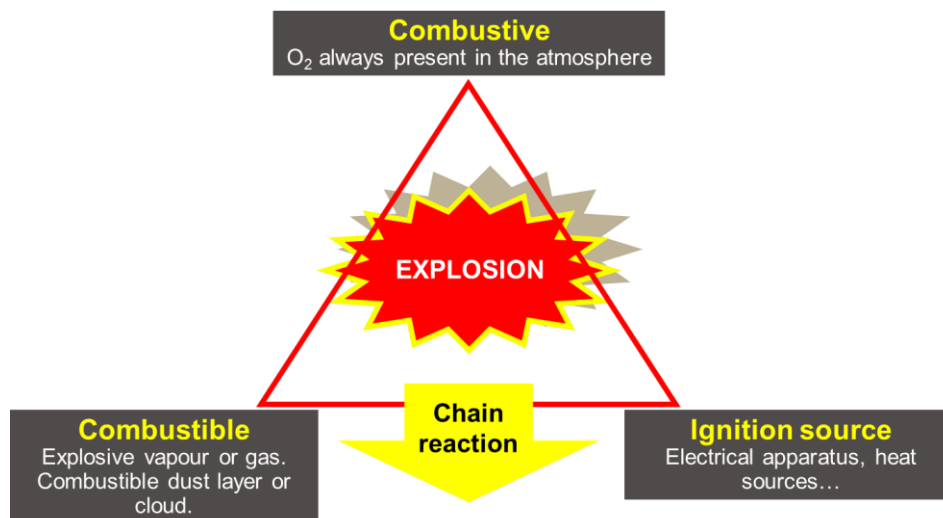 Combustive
O₂ always present in the atmosphere
EXPLOSION
Chain
reaction
Combustible
Explosive vapour or gas.
Combustible dust layer or
cloud.
Ignition source
Electrical apparatus, heat
sources…